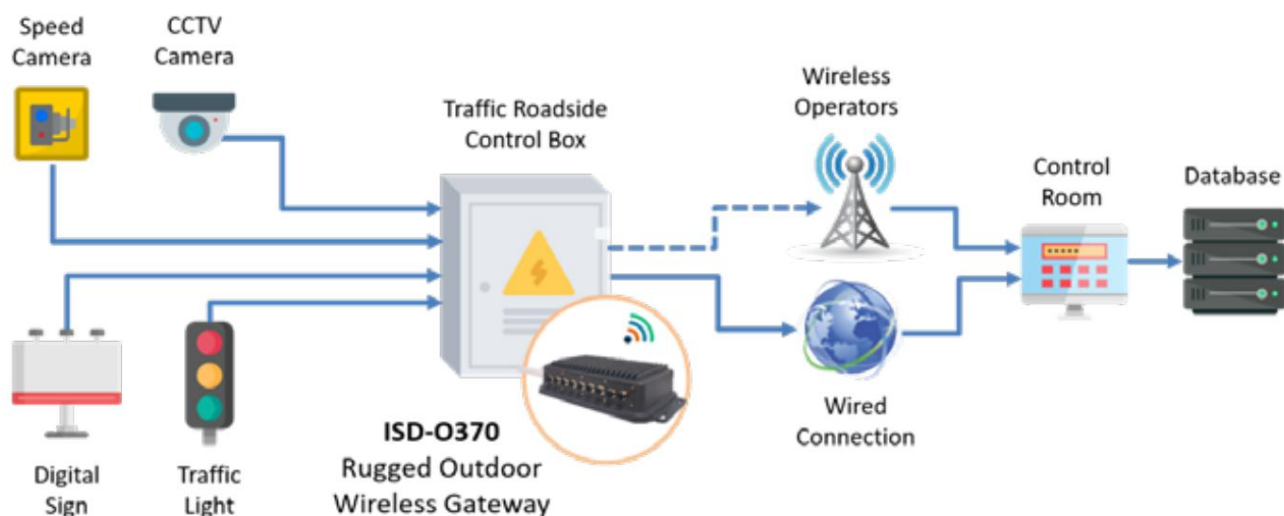 Speed
Camera
CCTV
Camera
Traffic Roadside
Control Box
Wireless
Operators
Control
Room
Database
Digital
Sign
Traffic
Light
ISD-O370
Rugged Outdoor
Wireless Gateway
Wired
Connection